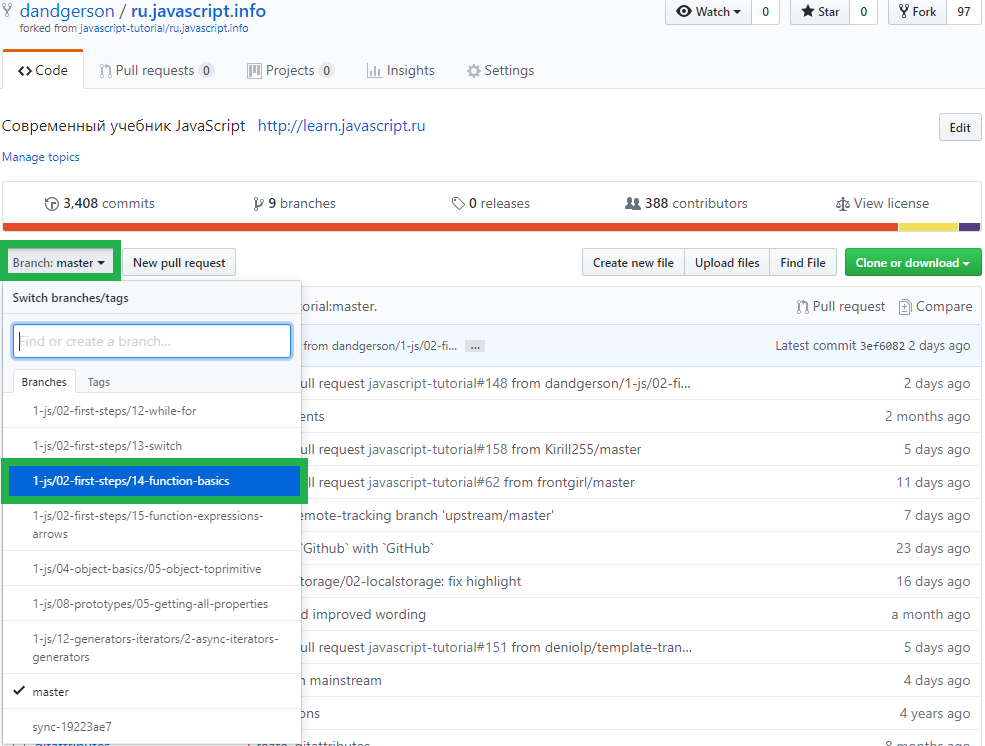 dandgerson / ru.javascript.info
Watch 0 Star 0 Fork 97
forked from javascript-tutorial/ru.javascript.info
Code Pull requests 0 Projects 0 Insights Settings
Современный учебник JavaScript http://learn.javascript.ru
Edit
Manage topics
3,408 commits 9 branches 0 releases 388 contributors View license
Branch: master New pull request Create new file Upload files Find File Clone or download
Switch branches/tags
Find or create a branch...
Branches Tags
1-js/02-first-steps/12-while-for
1-js/02-first-steps/13-switch
1-js/02-first-steps/14-function-basics
1-js/02-first-steps/15-function-expressions-
arrows
1-js/04-object-basics/05-object-toprimitive
1-js/08-prototypes/05-getting-all-properties
1-js/12-generators-iterators/2-async-iterators-
generators
master
sync-19223ae7
torial:master. Pull request Compare
from dandgerson/1-js/02-fi... ... Latest commit 3ef6082 2 days ago
ull request javascript-tutorial#148 from dandgerson/1-js/02-fi... 2 days ago
ents 2 months ago
ull request javascript-tutorial#158 from Kirill255/master 5 days ago
ull request javascript-tutorial#62 from frontgirl/master 11 days ago
emote-tracking branch 'upstream/master' 7 days ago
`Github` with `GitHub` 23 days ago
torage/02-localstorage: fix highlight 16 days ago
d improved wording a month ago
ull request javascript-tutorial#151 from deniolp/template-tran... 5 days ago
n mainstream 4 days ago
ons 4 years ago
.gitattributes Create .gitattributes 8 months ago